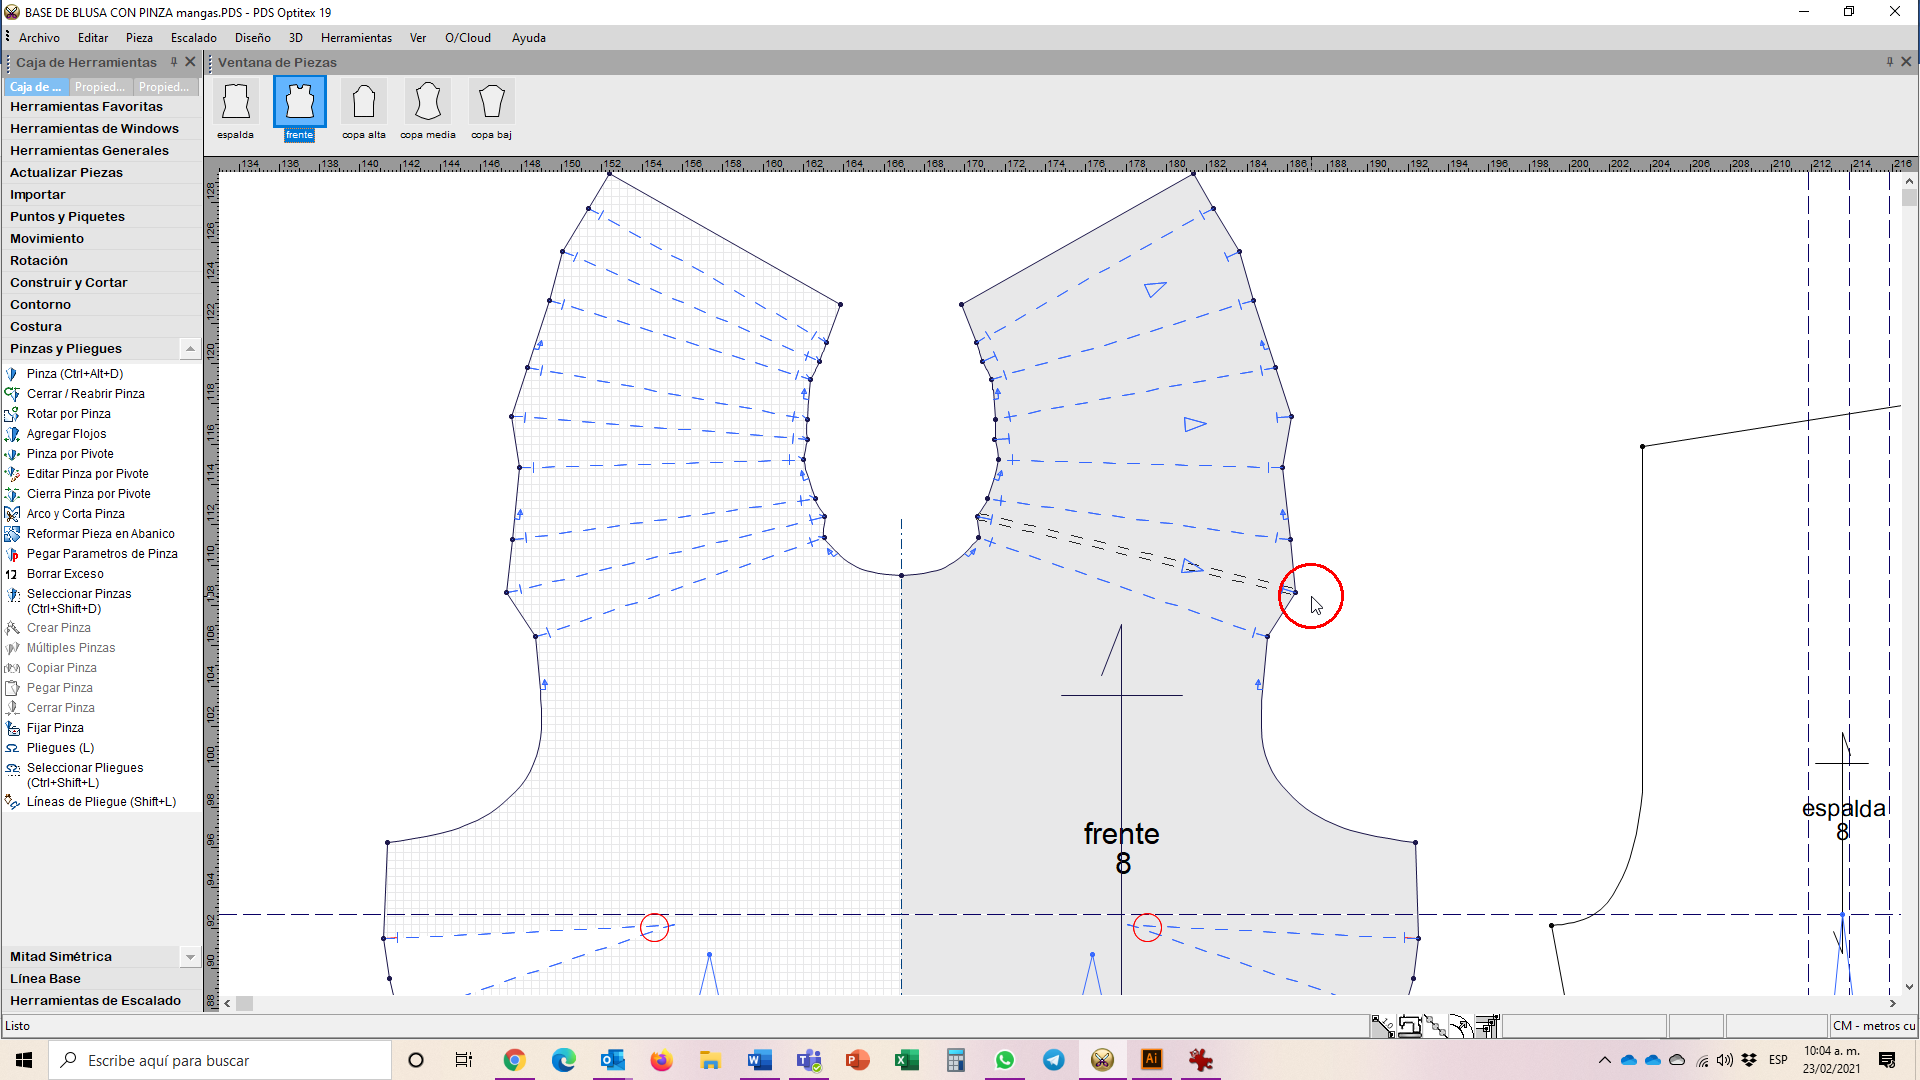 BASE DE BLUSA CON PINZA mangas.PDS - PDS Optitex 19
Archivo Editar Pieza Escalado Diseño 3D Herramientas Ver O/Cloud Ayuda
Caja de Herramientas
Ventana de Piezas
Caja de ... Propied... Propied...
Herramientas Favoritas
Herramientas de Windows
Herramientas Generales
Actualizar Piezas
Importar
Puntos y Piquetes
Movimiento
Rotación
Construir y Cortar
Contorno
Costura
Pinzas y Pliegues
Pinza (Ctrl+Alt+D)
Cerrar / Reabrir Pinza
Rotar por Pinza
Agregar Flojos
Pinza por Pivote
Editar Pinza por Pivote
Cierra Pinza por Pivote
Arco y Corta Pinza
Reformar Pieza en Abanico
Pegar Parametros de Pinza
Borrar Exceso
Seleccionar Pinzas
(Ctrl+Shift+D)
Crear Pinza
Múltiples Pinzas
Copiar Pinza
Pegar Pinza
Cerrar Pinza
Fijar Pinza
Pliegues (L)
Seleccionar Pliegues
(Ctrl+Shift+L)
Líneas de Pliegue (Shift+L)
Mitad Simétrica
Línea Base
Herramientas de Escalado
espalda frente copa alta copa media copa baj
134 136 138 140 142 144 146 148 150 152 154 156 158 160 162 164 166 168 170 172 174 176 178 180 182 184 186 188 190 192 194 196 198 200 202 204 206 208 210 212 214 216
128
126
124
122
120
118
116
114
112
110
108
106
104
102
100
98
96
94
92
90
88
frente
8
espalda
8
Listo
CM - metros cu
Escribe aquí para buscar
ESP
10:04 a. m.
23/02/2021